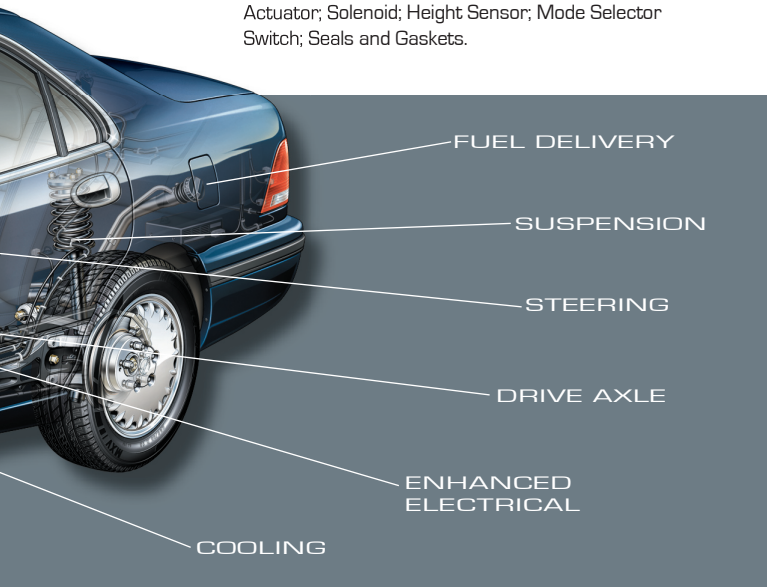 Actuator; Solenoid; Height Sensor; Mode Selector
Switch; Seals and Gaskets.
FUEL DELIVERY
SUSPENSION
STEERING
DRIVE AXLE
ENHANCED
ELECTRICAL
COOLING